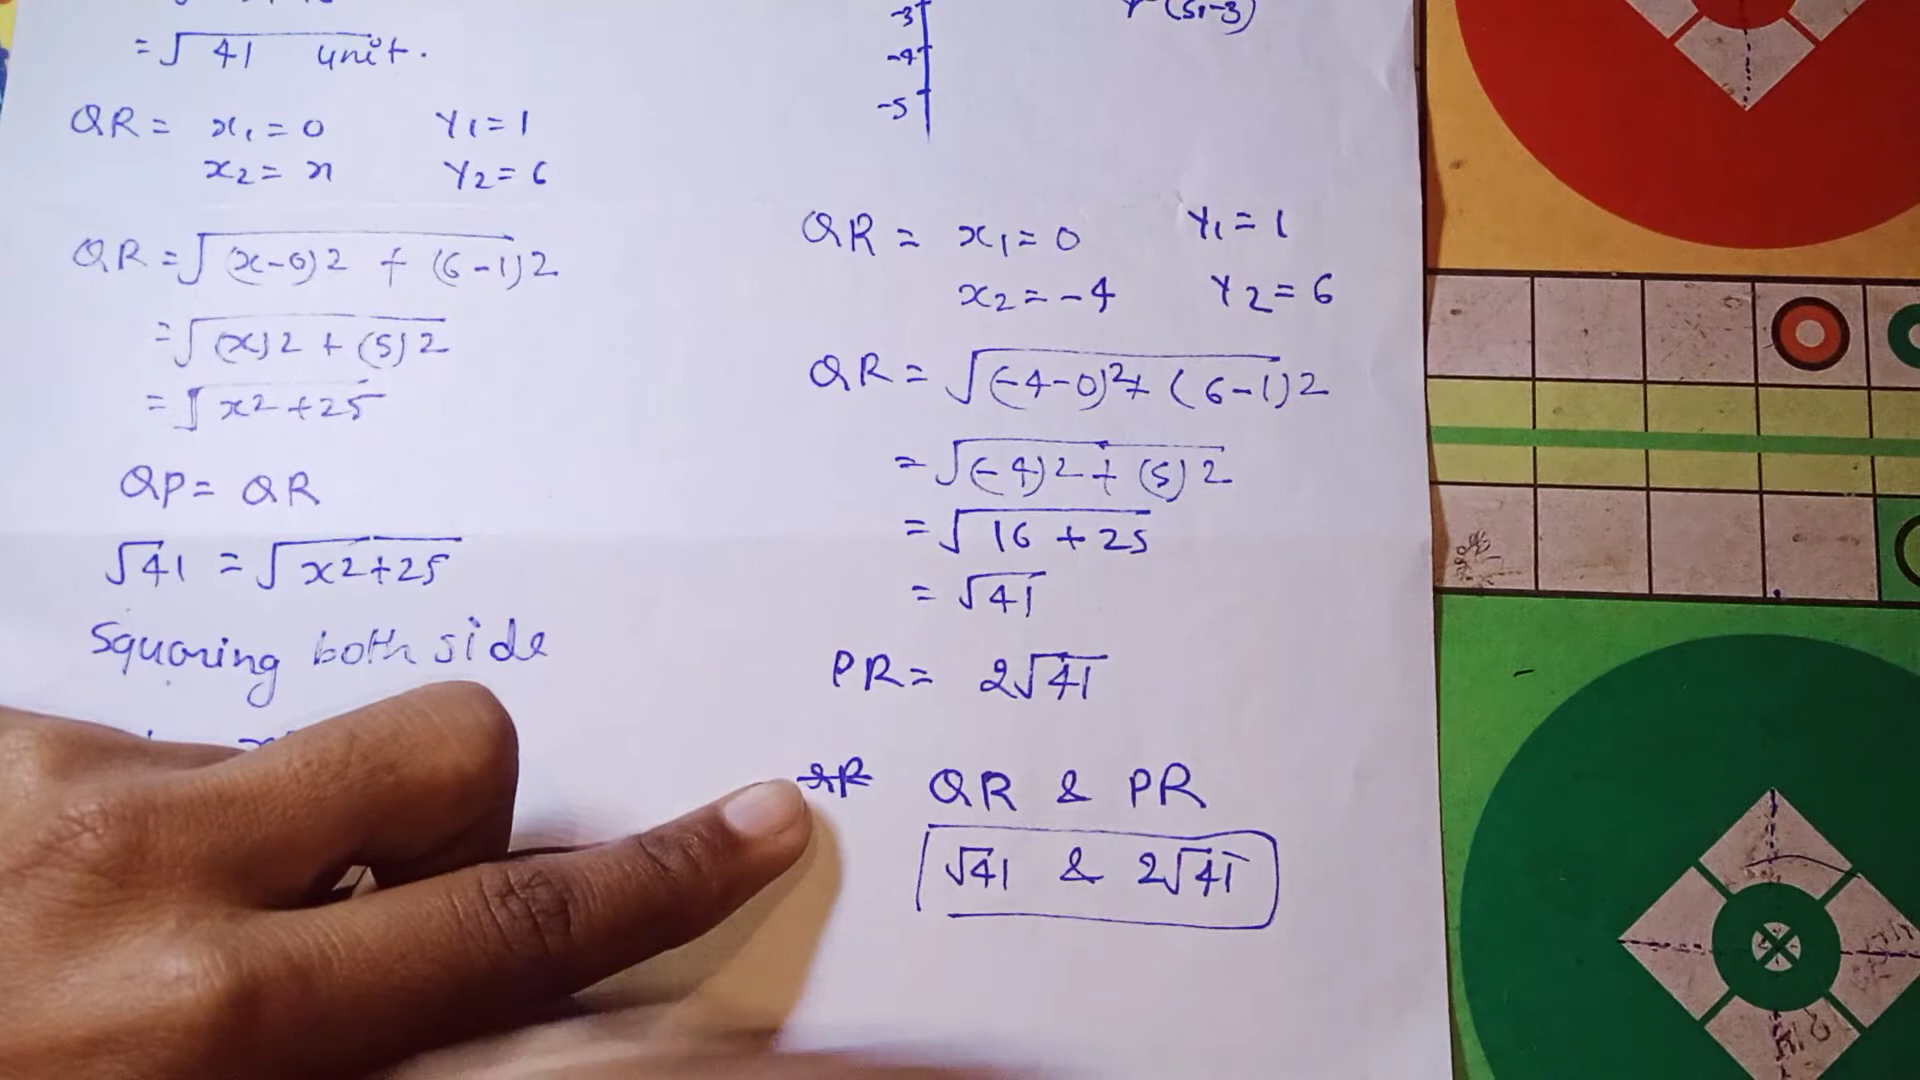 = √41 unit.
QR = x1 = 0 Y1 = 1
x2 = x Y2 = 6
QR = √(x-0)2 + (6-1)2
= √(x)2 + (5)2
= √x2 + 25
QP = QR
√41 = √x2+25
Squaring both side
-3
-4
-5
(5,-3)
QR = x1 = 0 Y1 = 1
x2 = -4 Y2 = 6
QR = √(-4-0)2+ (6-1)2
= √(-4)2 + (5)2
= √16 + 25
= √41
PR = 2√41
QR & PR
√41 & 2√41